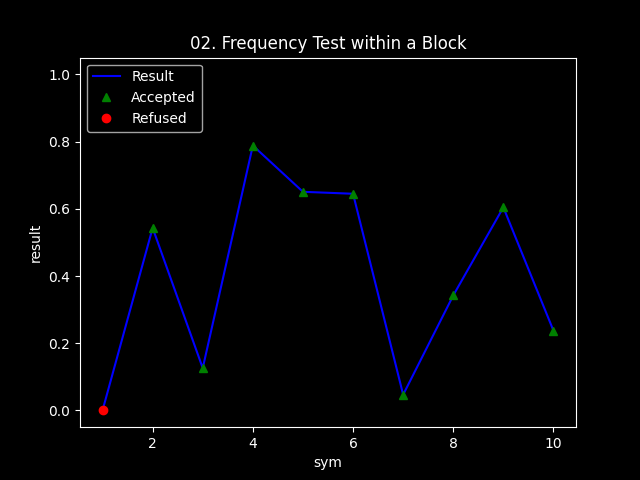 02. Frequency Test within a Block
1.0
0.8
0.6
0.4
0.2
0.0
result
Result
Accepted
Refused
2 4 6 8 10
sym